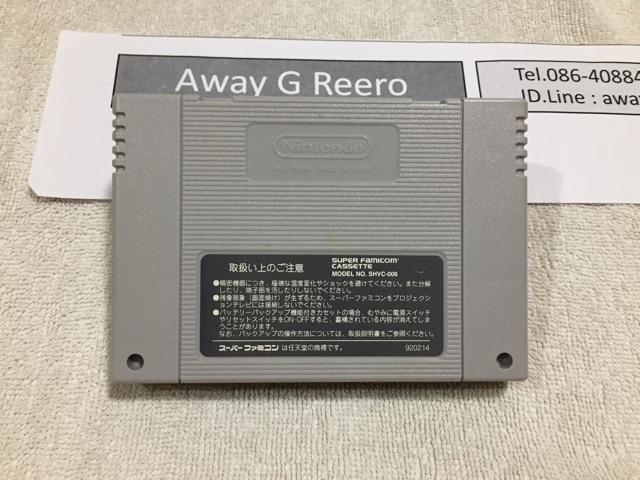 Away G Reero
Tel.086-40884
ID.Line : away
Nintendo
MADE IN JAPAN
取扱い上のご注意
SUPER FAMICOM
CASSETTE
MODEL NO. SHVC-006
●精密機器につき、極端な温度変化やショックを避けてください。また分解
したり、端子部を汚したりしないでください。
●残像現象（画面焼け）が生ずるため、スーパーファミコンをプロジェクシ
ョンテレビには接続しないでください。
●バッテリーバックアップ機能付きカセットの場合、むやみに電源スイッチ
やリセットスイッチをON・OFFすると、蓄積されている内容が消えてしま
うことがあります。
なお、バックアップの操作方法については、取扱説明書をご参照ください。
スーパーファミコンは任天堂の商標です。
920214